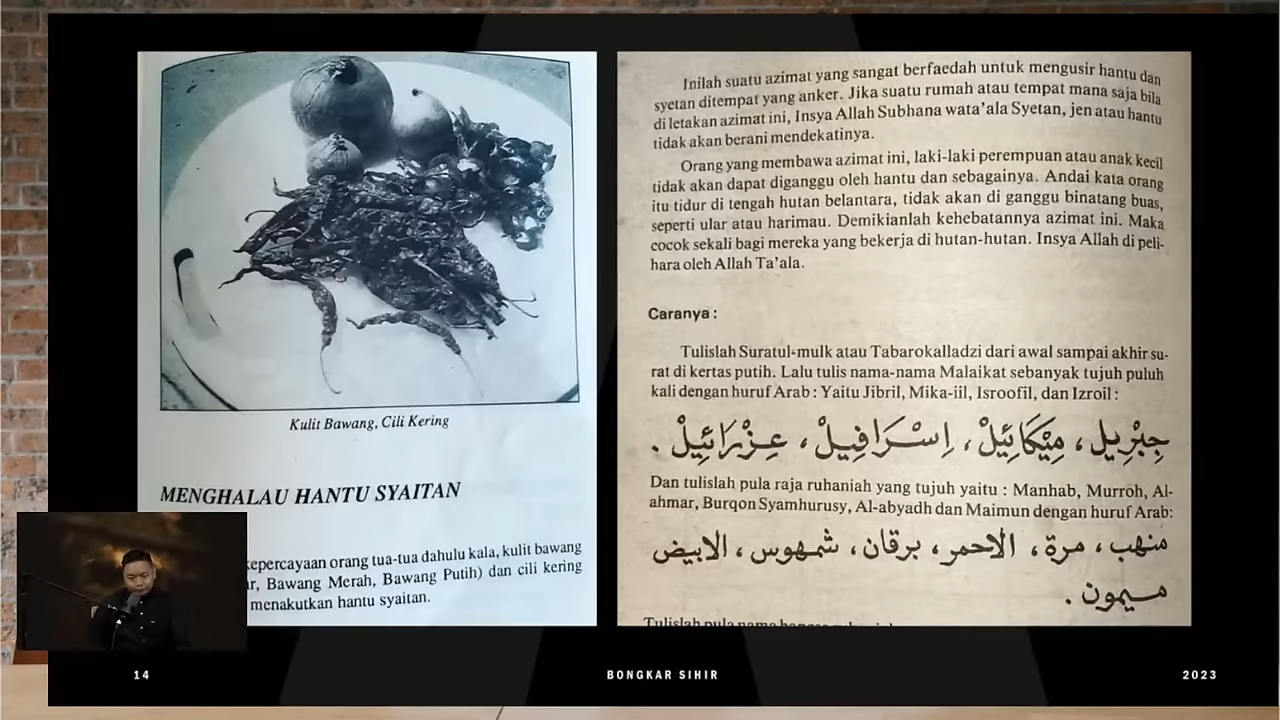 Kulit Bawang, Cili Kering
MENGHALAU HANTU SYAITAN
kepercayaan orang tua-tua dahulu kala, kulit bawang
Bawang Merah, Bawang Putih) dan cili kering
menakutkan hantu syaitan.
Inilah suatu azimat yang sangat berfaedah untuk mengusir hantu dan
syetan ditempat yang anker. Jika suatu rumah atau tempat mana saja bila
di letakan azimat ini, Insya Allah Subhana wata'ala Syetan, jen atau hantu
tidak akan berani mendekatinya.
Orang yang membawa azimat ini, laki-laki perempuan atau anak kecil
tidak akan dapat diganggu oleh hantu dan sebagainya. Andai kata orang
itu tidur di tengah hutan belantara, tidak akan di ganggu binatang buas,
seperti ular atau harimau. Demikianlah kehebatannya azimat ini. Maka
cocok sekali bagi mereka yang bekerja di hutan-hutan. Insya Allah di peli-
hara oleh Allah Ta'ala.
Caranya :
Tulislah Suratul-mulk atau Tabarokalladzi dari awal sampai akhir su-
rat di kertas putih. Lalu tulis nama-nama Malaikat sebanyak tujuh puluh
kali dengan huruf Arab : Yaitu Jibril, Mika-iil, Isroofil, dan Izroil :
جِبْرِيل ، مِيْكَائِيْلْ ، إِسْرَافِيلْ ، عِزْرَائِيْلْ .
Dan tulislah pula raja ruhaniah yang tujuh yaitu : Manhab, Murroh, Al-
ahmar, Burqon Syamhurusy, Al-abyadh dan Maimun dengan huruf Arab:
منهب ، مرة ، الاحمر ، برقان ، شمهوس ، الابيض
ميمون .
Tulislah pula nama
14
BONGKAR SIHIR
2023